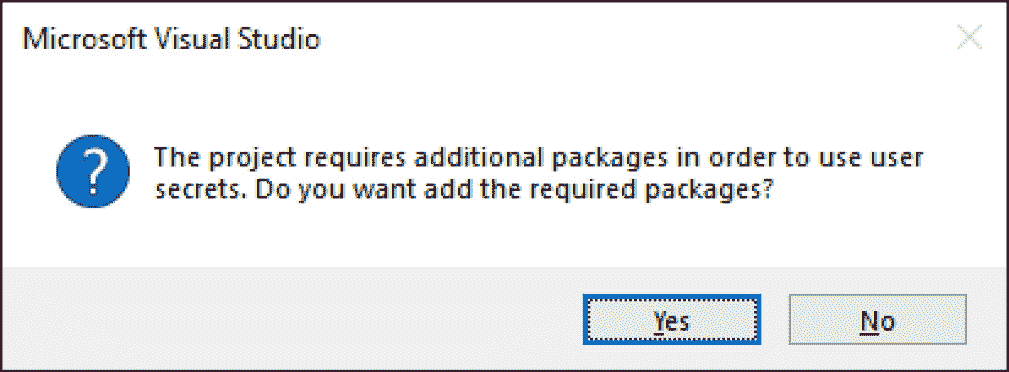 Microsoft Visual Studio
?
The project requires additional packages in order to use user
secrets. Do you want add the required packages?
Yes
No